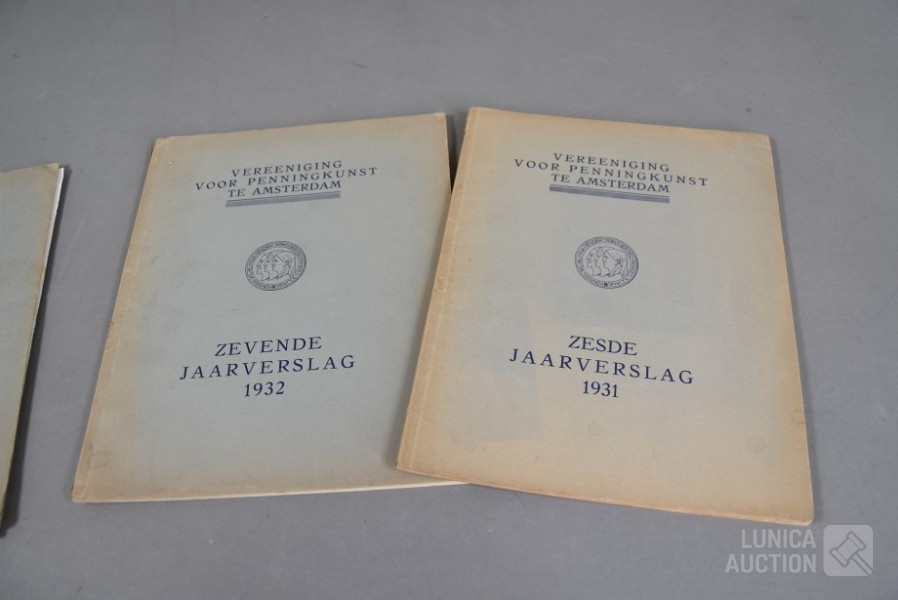 VEREENIGING
VOOR PENNINGKUNST
TE AMSTERDAM
ZEVENDE
JAARVERSLAG
1932
VEREENIGING
VOOR PENNINGKUNST
TE AMSTERDAM
ZESDE
JAARVERSLAG
1931
LUNICA
AUCTION